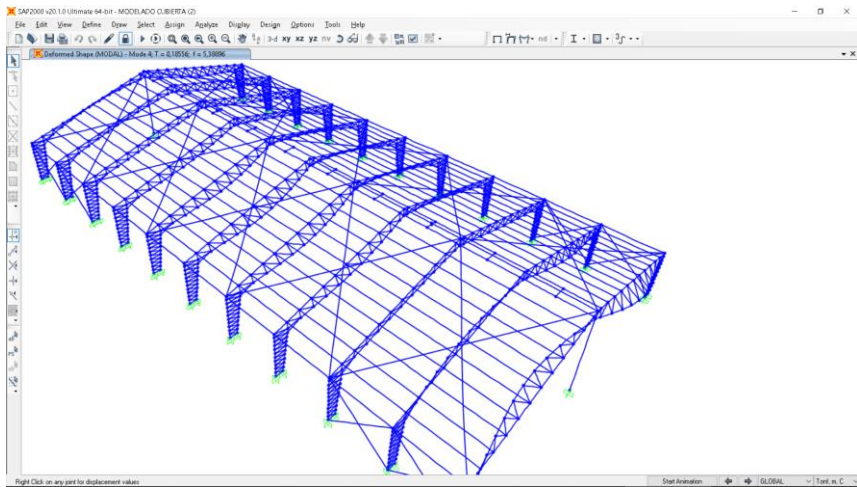 SAP2000 v20.1.0 Ultimate 64-bit - MODELADO CUBIERTA (2)
File Edit View Define Draw Select Assign Analyze Display Design Options Tools Help
3-d xy xz yz nv
nd
Deformed Shape (MODAL) - Mode 4; T = 0,18556; f = 5,38896
Right Click on any joint for displacement values
Start Animation
GLOBAL
Tonf, m, C